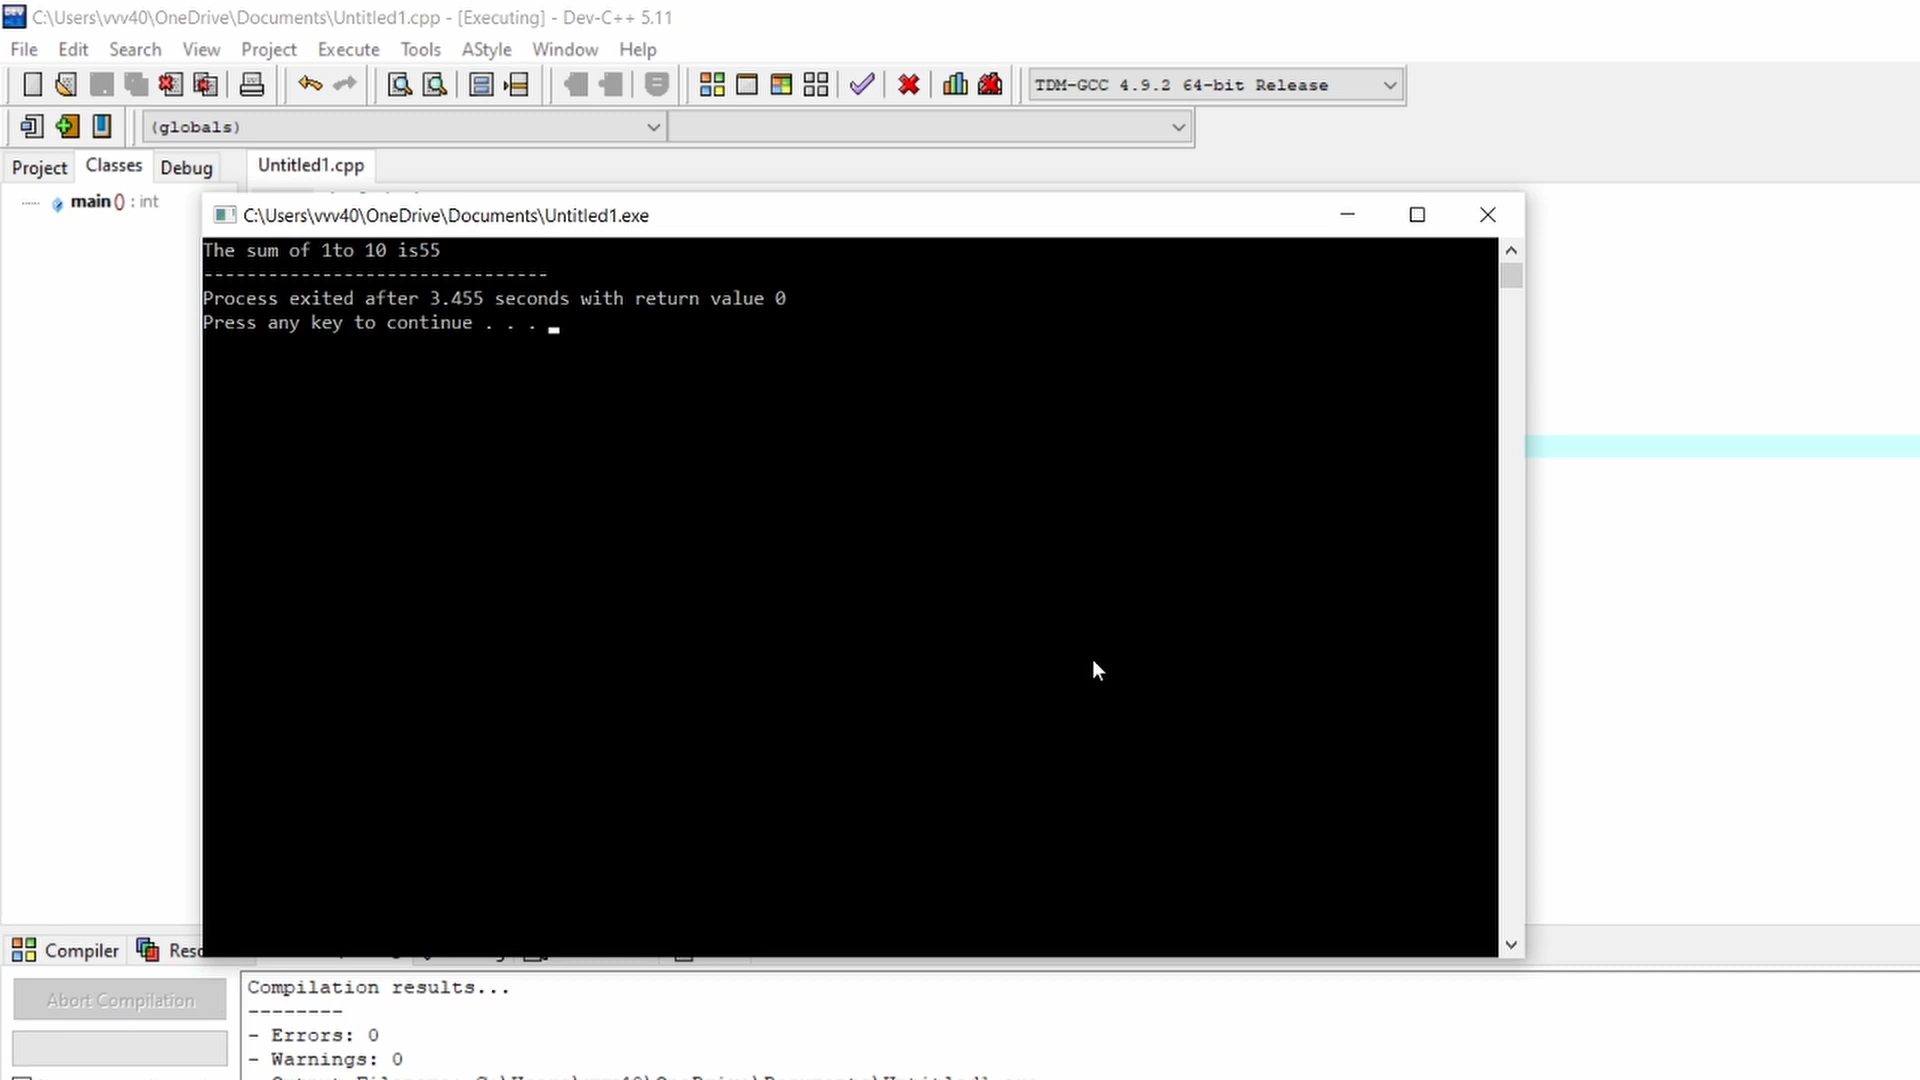 C:\Users\vvv40\OneDrive\Documents\Untitled1.cpp - [Executing] - Dev-C++ 5.11
File Edit Search View Project Execute Tools AStyle Window Help
TDM-GCC 4.9.2 64-bit Release
(globals)
Project Classes Debug Untitled1.cpp
main() : int
C:\Users\vvv40\OneDrive\Documents\Untitled1.exe
The sum of 1to 10 is55
--------------------------------
Process exited after 3.455 seconds with return value 0
Press any key to continue . . .
Compiler
Abort Compilation
Compilation results...
--------
- Errors: 0
- Warnings: 0